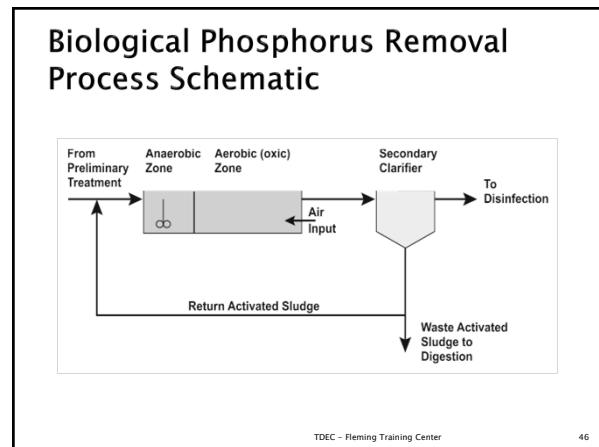 Biological Phosphorus Removal
Process Schematic
From
Preliminary
Treatment
Anaerobic
Zone
Aerobic (oxic)
Zone
Secondary
Clarifier
To
Disinfection
Air
Input
Return Activated Sludge
Waste Activated
Sludge to
Digestion
TDEC - Fleming Training Center
46